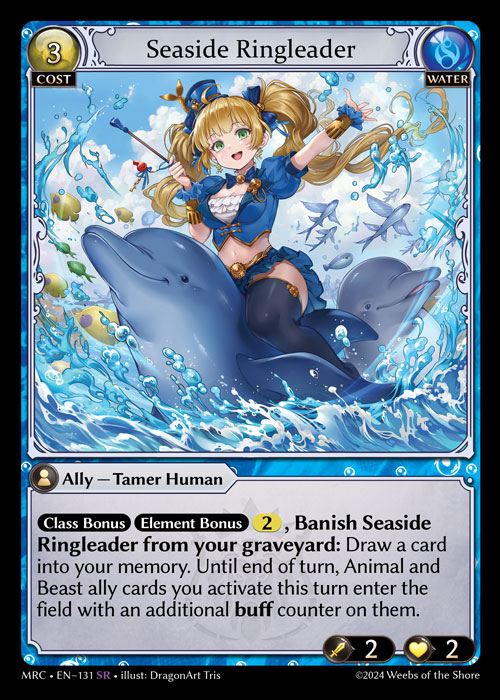 3
Seaside Ringleader
COST
WATER
Ally — Tamer Human
Class Bonus Element Bonus 2, Banish Seaside
Ringleader from your graveyard: Draw a card
into your memory. Until end of turn, Animal and
Beast ally cards you activate this turn enter the
field with an additional buff counter on them.
2 2
MRC • EN–131 SR • illust: DragonArt Tris
©2024 Weebs of the Shore